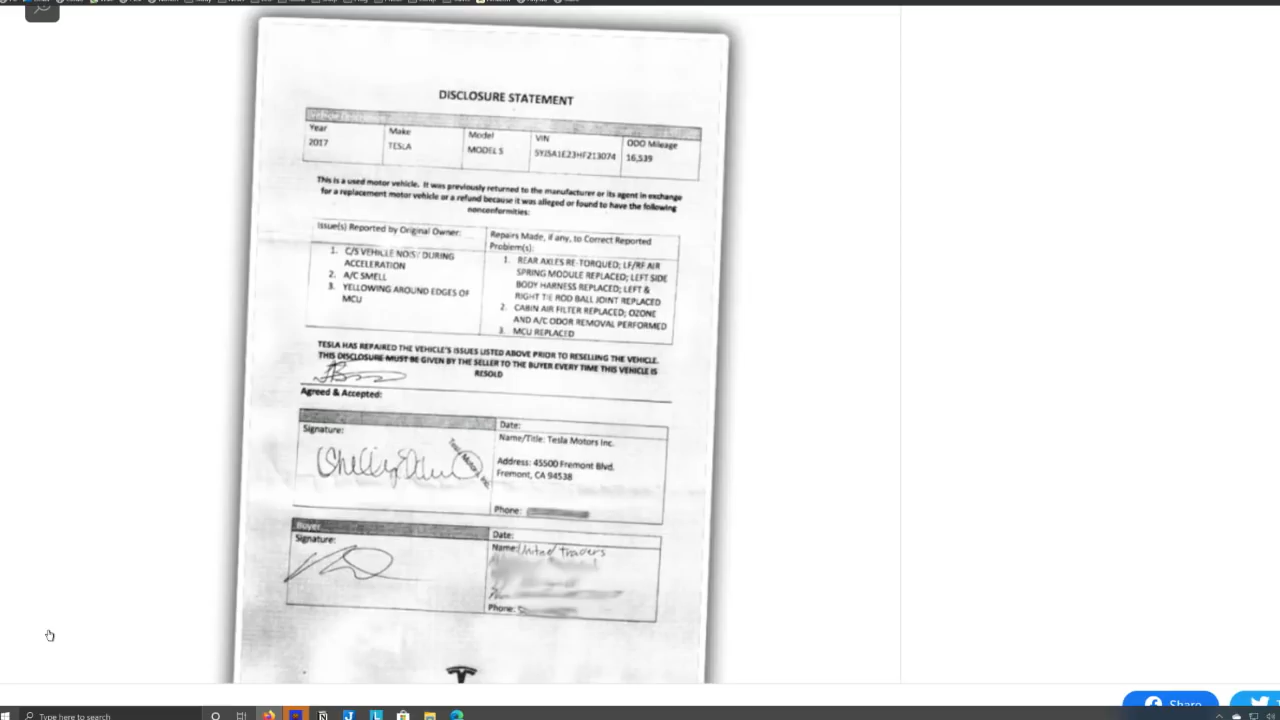 DISCLOSURE STATEMENT
Vehicle Description
Year Make Model VIN ODO Mileage
2017 TESLA MODEL S 5YJSA1E23HF213074 16,539
This is a used motor vehicle. It was previously returned to the manufacturer or its agent in exchange
for a replacement motor vehicle or a refund because it was alleged or found to have the following
nonconformities:
Issue(s) Reported by Original Owner:
1. C/S VEHICLE NOISE DURING
ACCELERATION
2. A/C SMELL
3. YELLOWING AROUND EDGES OF
MCU
Repairs Made, if any, to Correct Reported
Problem(s):
1. REAR AXLES RE-TORQUED; LF/RF AIR
SPRING MODULE REPLACED; LEFT SIDE
BODY HARNESS REPLACED; LEFT &
RIGHT TIE ROD BALL JOINT REPLACED
2. CABIN AIR FILTER REPLACED; OZONE
AND A/C ODOR REMOVAL PERFORMED
3. MCU REPLACED
TESLA HAS REPAIRED THE VEHICLE'S ISSUES LISTED ABOVE PRIOR TO RESELLING THE VEHICLE.
THIS DISCLOSURE MUST BE GIVEN BY THE SELLER TO THE BUYER EVERY TIME THIS VEHICLE IS
RESOLD
Agreed & Accepted:
Signature:
Tesla Motors Inc.
Date:
Name/Title: Tesla Motors Inc.
Address: 45500 Fremont Blvd.
Fremont, CA 94538
Phone:
Buyer
Signature:
Date:
Name: United Traders
Phone:
Share
Type here to search